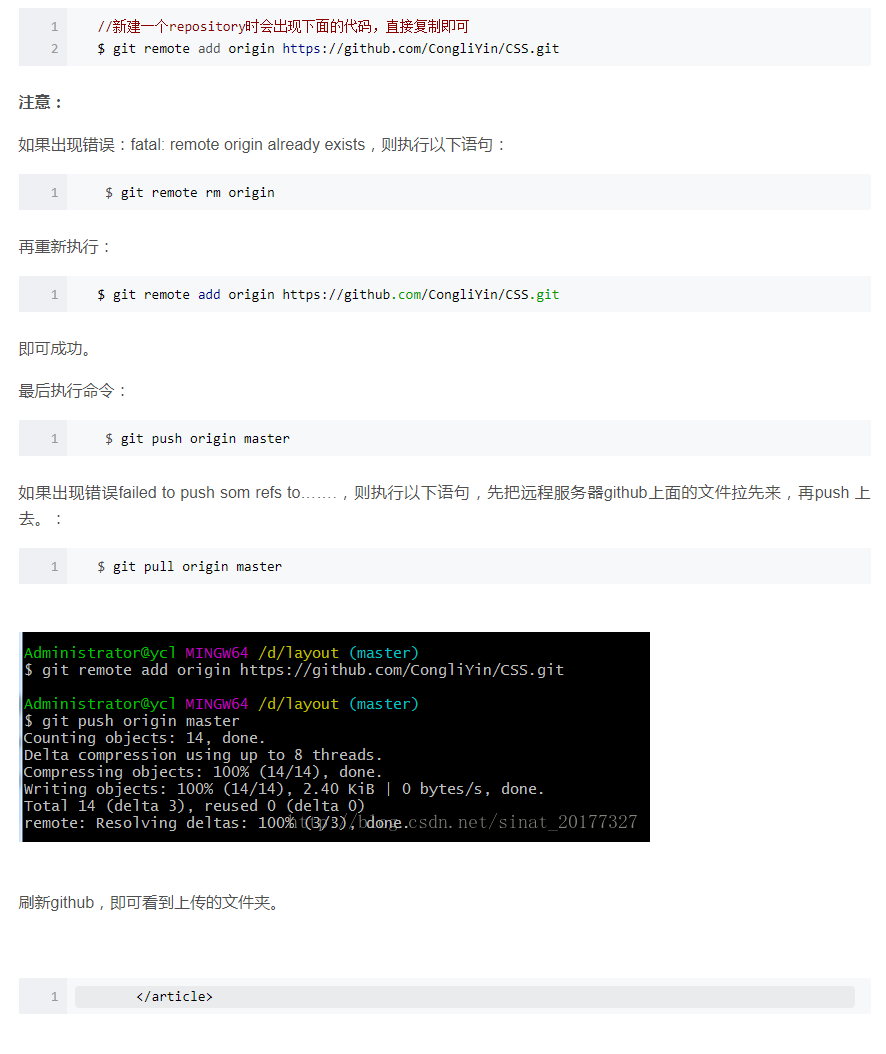 1 //新建一个repository时会出现下面的代码，直接复制即可
2 $ git remote add origin https://github.com/CongliYin/CSS.git
注意：
如果出现错误：fatal: remote origin already exists，则执行以下语句：
1 $ git remote rm origin
再重新执行：
1 $ git remote add origin https://github.com/CongliYin/CSS.git
即可成功。
最后执行命令：
1 $ git push origin master
如果出现错误failed to push som refs to.......，则执行以下语句，先把远程服务器github上面的文件拉先来，再push 上
去。：
1 $ git pull origin master
Administrator@ycl MINGW64 /d/layout (master)
$ git remote add origin https://github.com/CongliYin/CSS.git
Administrator@ycl MINGW64 /d/layout (master)
$ git push origin master
Counting objects: 14, done.
Delta compression using up to 8 threads.
Compressing objects: 100% (14/14), done.
Writing objects: 100% (14/14), 2.40 KiB | 0 bytes/s, done.
Total 14 (delta 3), reused 0 (delta 0)
remote: Resolving deltas: 100% (3/3), done.
http://blog.csdn.net/sinat_20177327
刷新github，即可看到上传的文件夹。
1 </article>